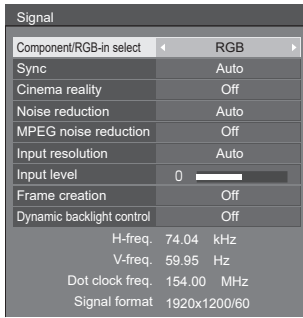 Signal
Component/RGB-in select RGB
Sync Auto
Cinema reality Off
Noise reduction Auto
MPEG noise reduction Off
Input resolution Auto
Input level 0
Frame creation Off
Dynamic backlight control Off
H-freq. 74.04 kHz
V-freq. 59.95 Hz
Dot clock freq. 154.00 MHz
Signal format 1920x1200/60